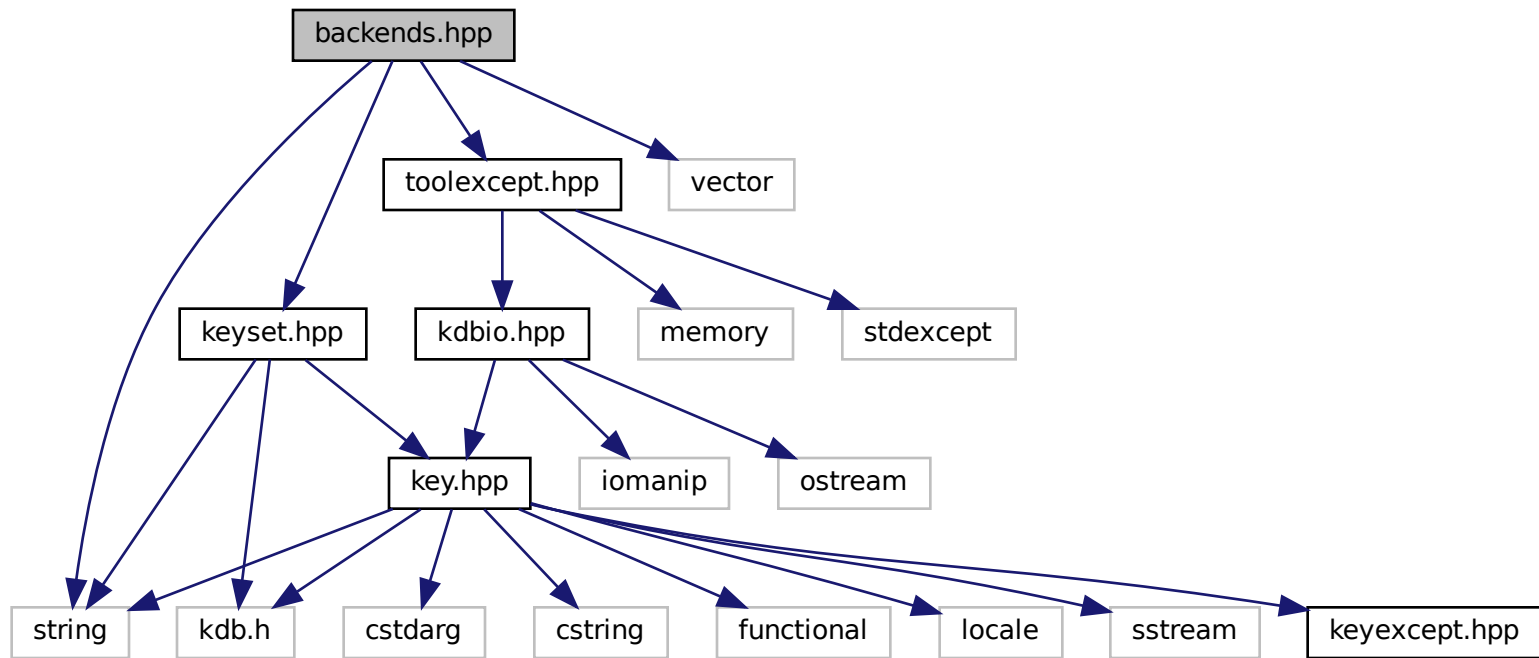 backends.hpp
toolexcept.hpp
vector
keyset.hpp
kdbio.hpp
memory
stdexcept
key.hpp
iomanip
ostream
string
kdb.h
cstdarg
cstring
functional
locale
sstream
keyexcept.hpp